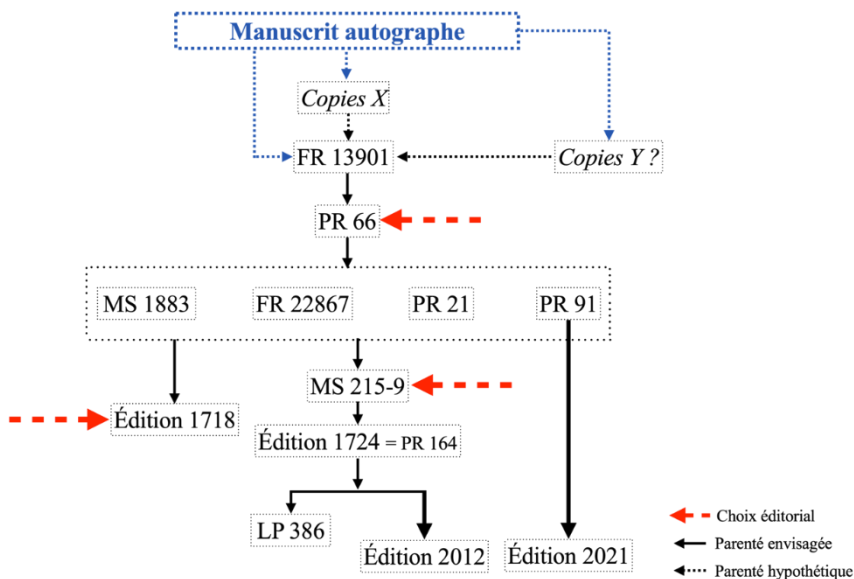 Manuscrit autographe
Copies X
FR 13901
Copies Y ?
PR 66
MS 1883
FR 22867
PR 21
PR 91
MS 215-9
Édition 1718
Édition 1724 = PR 164
LP 386
Édition 2012
Édition 2021
Choix éditorial
Parenté envisagée
Parenté hypothétique